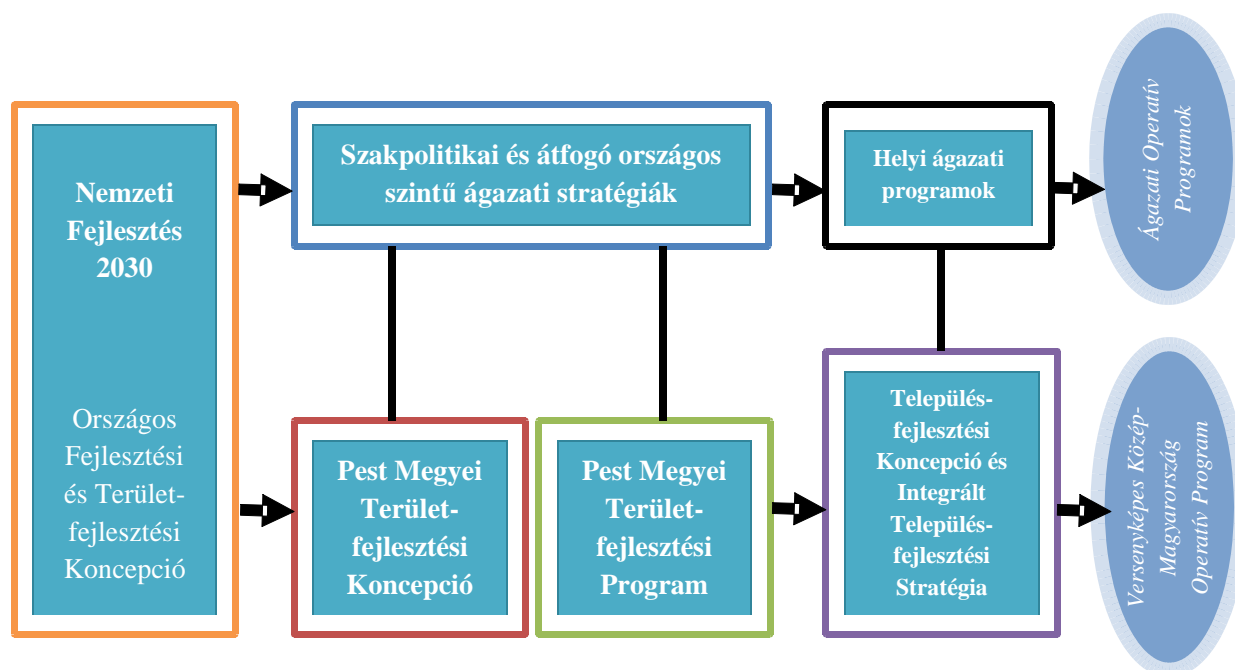 Nemzeti
Fejlesztés
2030
Országos
Fejlesztési
és Terület-
fejlesztési
Koncepció
Szakpolitikai és átfogó országos
szintű ágazati stratégiák
Helyi ágazati
programok
Ágazati Operatív
Programok
Pest Megyei
Terület-
fejlesztési
Koncepció
Pest Megyei
Terület-
fejlesztési
Program
Település-
fejlesztési
Koncepció és
Integrált
Település-
fejlesztési
Stratégia
Versenyképes Közép-
Magyarország
Operatív Program